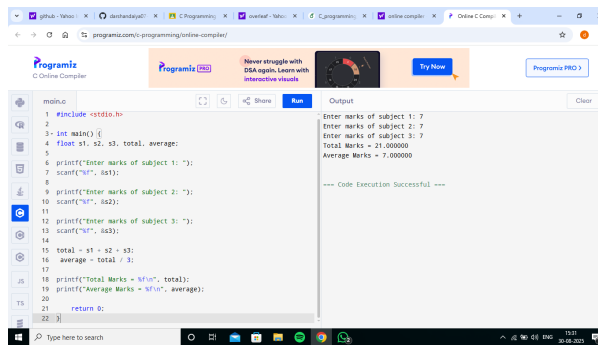 github - Yahoo
darshandalya01
C Programming
overleaf - Yahoo
C_programming
online compiler
Online C Compi
programiz.com/c-programming/online-compiler/
Programiz
C Online Compiler
Programiz PRO
Never struggle with
DSA again. Learn with
interactive visuals
Try Now
Programiz PRO >
main.c
Share
Run
Output
Clear
1 #include <stdio.h>
2
3 int main() {
4 float s1, s2, s3, total, average;
5
6 printf("Enter marks of subject 1: ");
7 scanf("%f", &s1);
8
9 printf("Enter marks of subject 2: ");
10 scanf("%f", &s2);
11
12 printf("Enter marks of subject 3: ");
13 scanf("%f", &s3);
14
15 total = s1 + s2 + s3;
16 average = total / 3;
17
18 printf("Total Marks = %f\n", total);
19 printf("Average Marks = %f\n", average);
20
21 return 0;
22 }
Enter marks of subject 1: 7
Enter marks of subject 2: 7
Enter marks of subject 3: 7
Total Marks = 21.000000
Average Marks = 7.000000
=== Code Execution Successful ===
JS
TS
Type here to search
ENG
15:31
30-08-2025